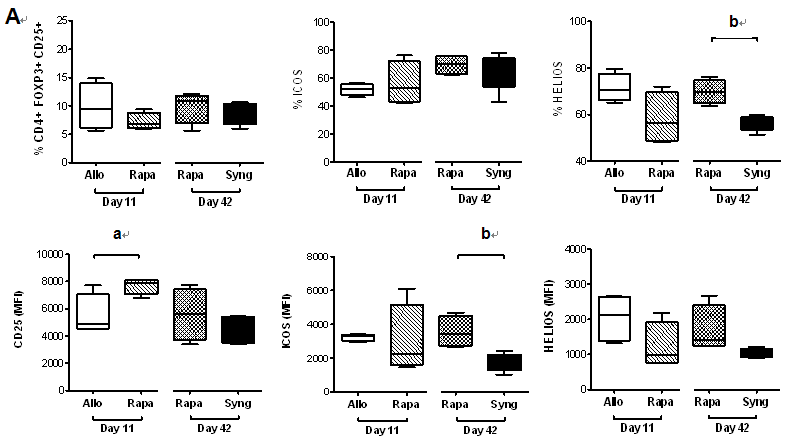 A↵
% CD4+ FOXP3+ CD25+
25
20
15
10
5
0
Allo Rapa Rapa Syng
Day 11 Day 42
% ICOS
100
80
60
40
20
0
Allo Rapa Rapa Syng
Day 11 Day 42
% HELIOS
b↵
100
80
60
40
Allo Rapa Rapa Syng
Day 11 Day 42
CD25 (MFI)
a↵
10000
8000
6000
4000
2000
0
Allo Rapa Rapa Syng
Day 11 Day 42
ICOS (MFI)
b↵
8000
6000
4000
2000
0
Allo Rapa Rapa Syng
Day 11 Day 42
HELIOS (MFI)
4000
3000
2000
1000
0
Allo Rapa Rapa Syng
Day 11 Day 42